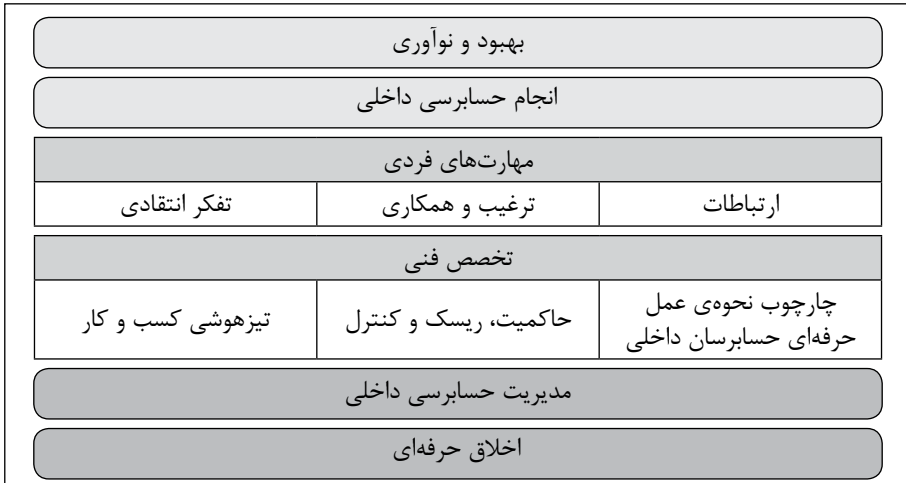 بهبود و نوآوری
انجام حسابرسی داخلی
مهارت‌های فردی
ارتباطات
ترغیب و همکاری
تفکر انتقادی
تخصص فنی
چارچوب نحوه‌ی عمل
حرفه‌ای حسابرسان داخلی
حاکمیت، ریسک و کنترل
تیزهوشی کسب و کار
مدیریت حسابرسی داخلی
اخلاق حرفه‌ای